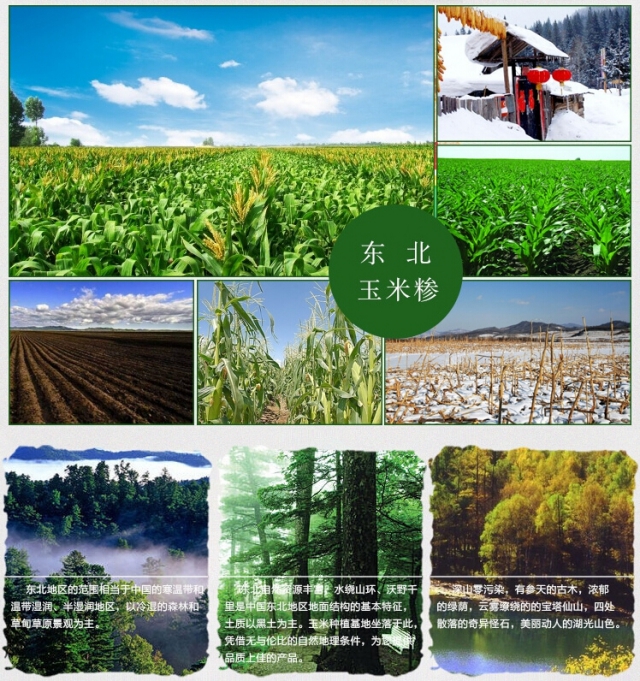 东 北
玉米糁
东北地区的范围相当于中国的寒温带和
温带湿润、半湿润地区，以冷湿的森林和
草甸草原景观为主。
东北自然资源丰富，水绕山环、沃野千
里是中国东北地区地面结构的基本特征，
土质以黑土为主。玉米种植基地坐落于此，
凭借无与伦比的自然地理条件，为您提供
品质上佳的产品。
深山零污染，有参天的古木，浓郁
的绿荫，云雾缭绕的的宝塔仙山，四处
散落的奇异怪石，美丽动人的湖光山色。